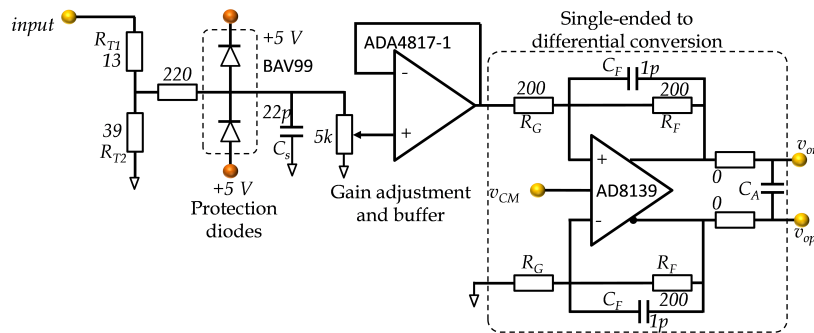 input
R_T1
13
39
R_T2
220
+5 V
BAV99
+5 V
Protection
diodes
22p
C_s
5k
ADA4817-1
-
+
Gain adjustment
and buffer
Single-ended to
differential conversion
200
R_G
C_F
1p
200
R_F
+
AD8139
-
v_CM
R_G
R_F
200
C_F
1p
0
0
C_A
v_on
v_op